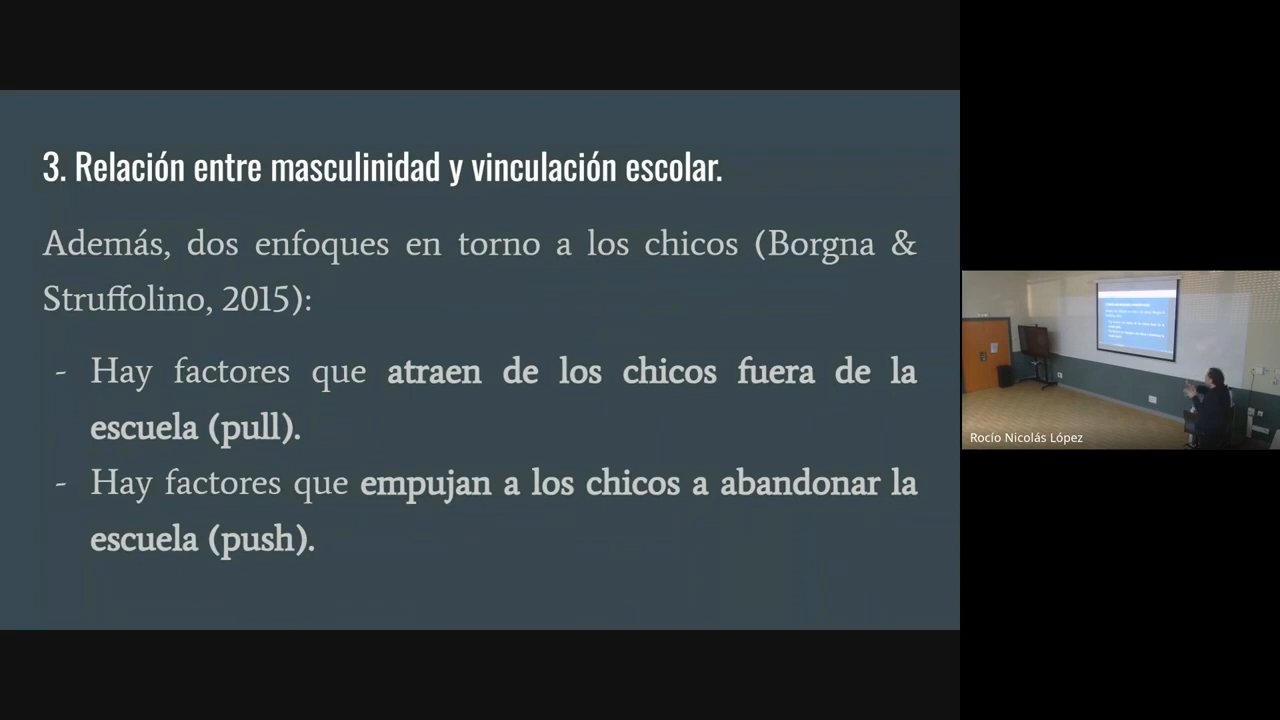 3. Relación entre masculinidad y vinculación escolar.
Además, dos enfoques en torno a los chicos (Borgna &
Struffolino, 2015):
- Hay factores que atraen de los chicos fuera de la
escuela (pull).
- Hay factores que empujan a los chicos a abandonar la
escuela (push).
Rocío Nicolás López